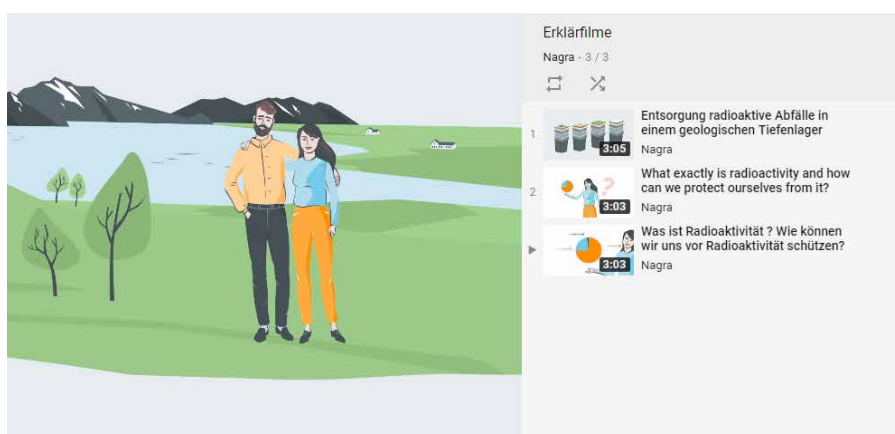 Erklärfilme
Nagra - 3 / 3
1
Entsorgung radioaktive Abfälle in
einem geologischen Tiefenlager
3:05
Nagra
2
What exactly is radioactivity and how
can we protect ourselves from it?
3:03
Nagra
Was ist Radioaktivität ? Wie können
wir uns vor Radioaktivität schützen?
3:03
Nagra